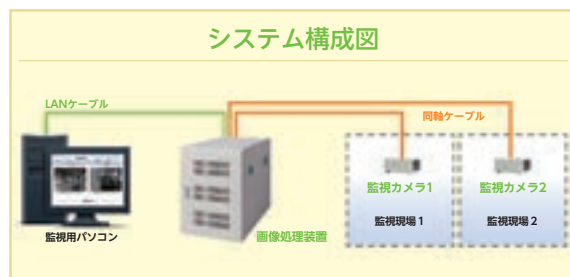 システム構成図
LANケーブル
同軸ケーブル
監視カメラ1
監視カメラ2
監視現場1
監視現場2
監視用パソコン
画像処理装置